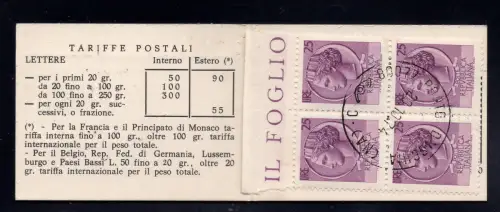 TARIFFE POSTALI
LETTERE Interno Estero (*)
— per i primi 20 gr. 50 90
da 20 fino a 100 gr. 100
da 100 fino a 250 gr. 300
— per ogni 20 gr. suc-
cessivi, o frazione. 55
(*) - Per la Francia e il Principato di Monaco ta-
riffa interna fino a 100 gr., oltre 100 gr. tariffa
internazionale per il peso totale.
- Per il Belgio, Rep. Fed. di Germania, Lussem-
burgo e Paesi Bassi L. 50 fino a 20 gr., oltre 20
gr. tariffa internazionale per il peso totale.
IL FOGLIO
25
25
25
25